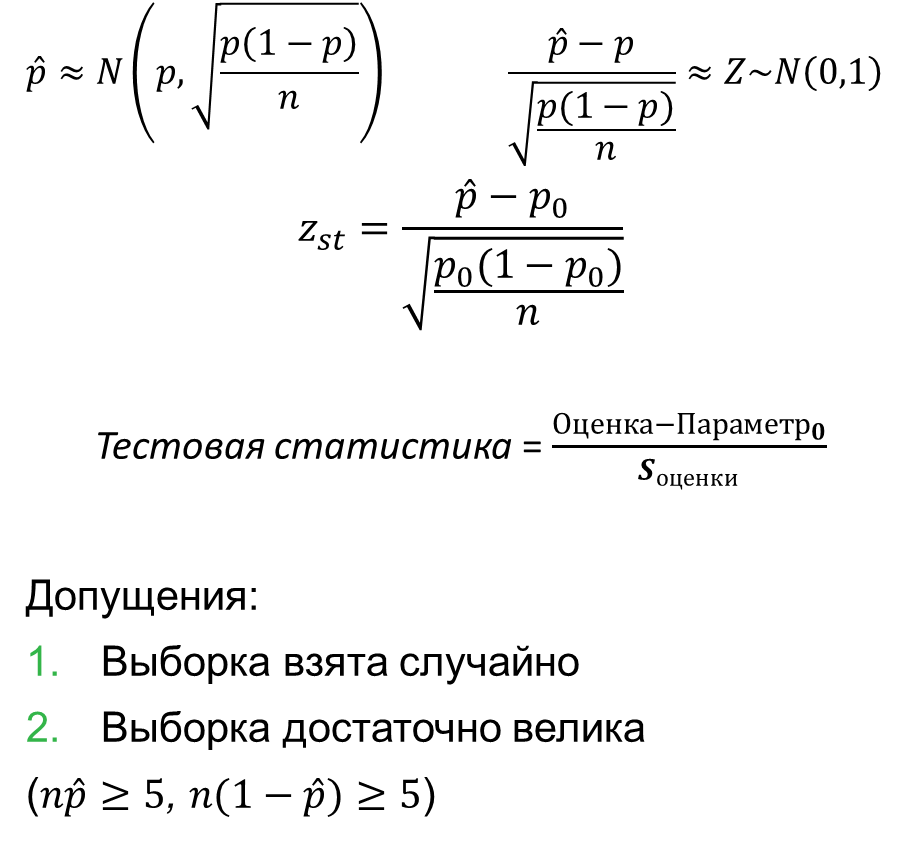 p̂ ≈ N(p, √(p(1 − p)/n)) (p̂ − p)/√(p(1 − p)/n) ≈ Z~N(0,1)
z_st = (p̂ − p₀)/√(p₀(1 − p₀)/n)
Тестовая статистика = (Оценка−Параметр₀)/(S_оценки)
Допущения:
1. Выборка взята случайно
2. Выборка достаточно велика
(np̂ ≥ 5, n(1 − p̂) ≥ 5)